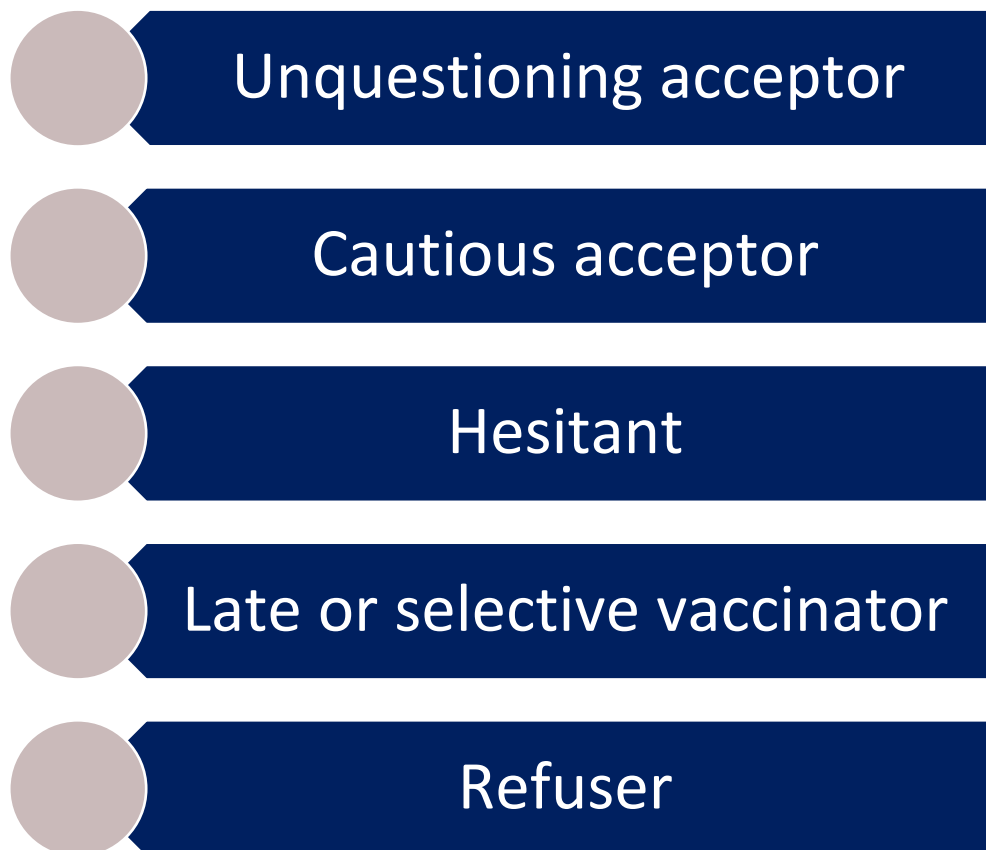 Unquestioning acceptor
Cautious acceptor
Hesitant
Late or selective vaccinator
Refuser